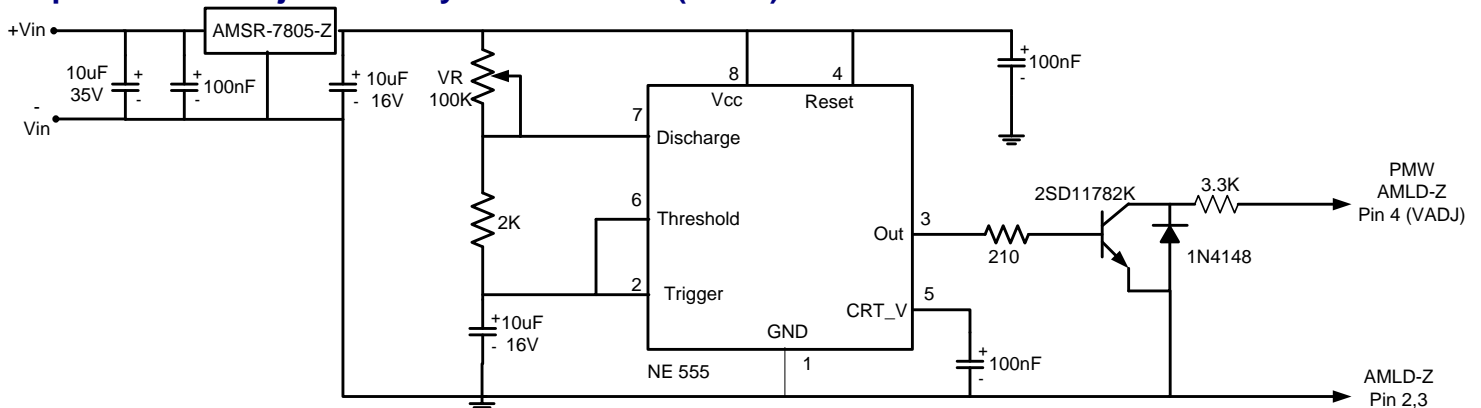 +Vin
AMSR-7805-Z
10uF
35V
+
-
+
-
100nF
+
-
10uF
16V
VR
100K
8
Vcc
4
Reset
+
-
100nF
-
Vin
7
Discharge
2K
6
Threshold
2
Trigger
+
-
10uF
16V
Out
3
CRT_V
5
GND
1
NE 555
210
2SD11782K
3.3K
1N4148
PMW
AMLD-Z
Pin 4 (VADJ)
+
-
100nF
AMLD-Z
Pin 2,3